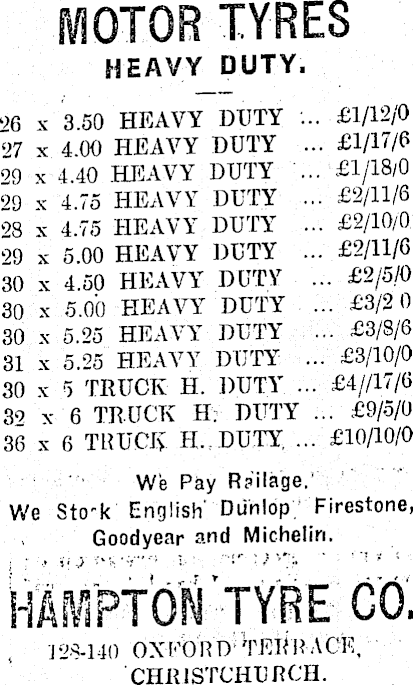 MOTOR TYRES
HEAVY DUTY.
26 x 3.50 HEAVY DUTY ... £1/12/0
27 x 4.00 HEAVY DUTY ... £1/17/6
29 x 4.40 HEAVY DUTY ... £1/18/0
29 x 4.75 HEAVY DUTY ... £2/11/6
28 x 4.75 HEAVY DUTY ... £2/10/0
29 x 5.00 HEAVY DUTY ... £2/11/6
30 x 4.50 HEAVY DUTY ... £2/5/0
30 x 5.00 HEAVY DUTY ... £3/2 0
30 x 5.25 HEAVY DUTY ... £3/8/6
31 x 5.25 HEAVY DUTY ... £3/10/0
30 x 5 TRUCK H. DUTY ... £4//17/6
32 x 6 TRUCK H. DUTY ... £9/5/0
36 x 6 TRUCK H. DUTY ... £10/10/0
We Pay Railage.
We Stock English Dunlop Firestone,
Goodyear and Michelin.
HAMPTON TYRE CO.
128-140 OXFORD TERRACE,
CHRISTCHURCH.